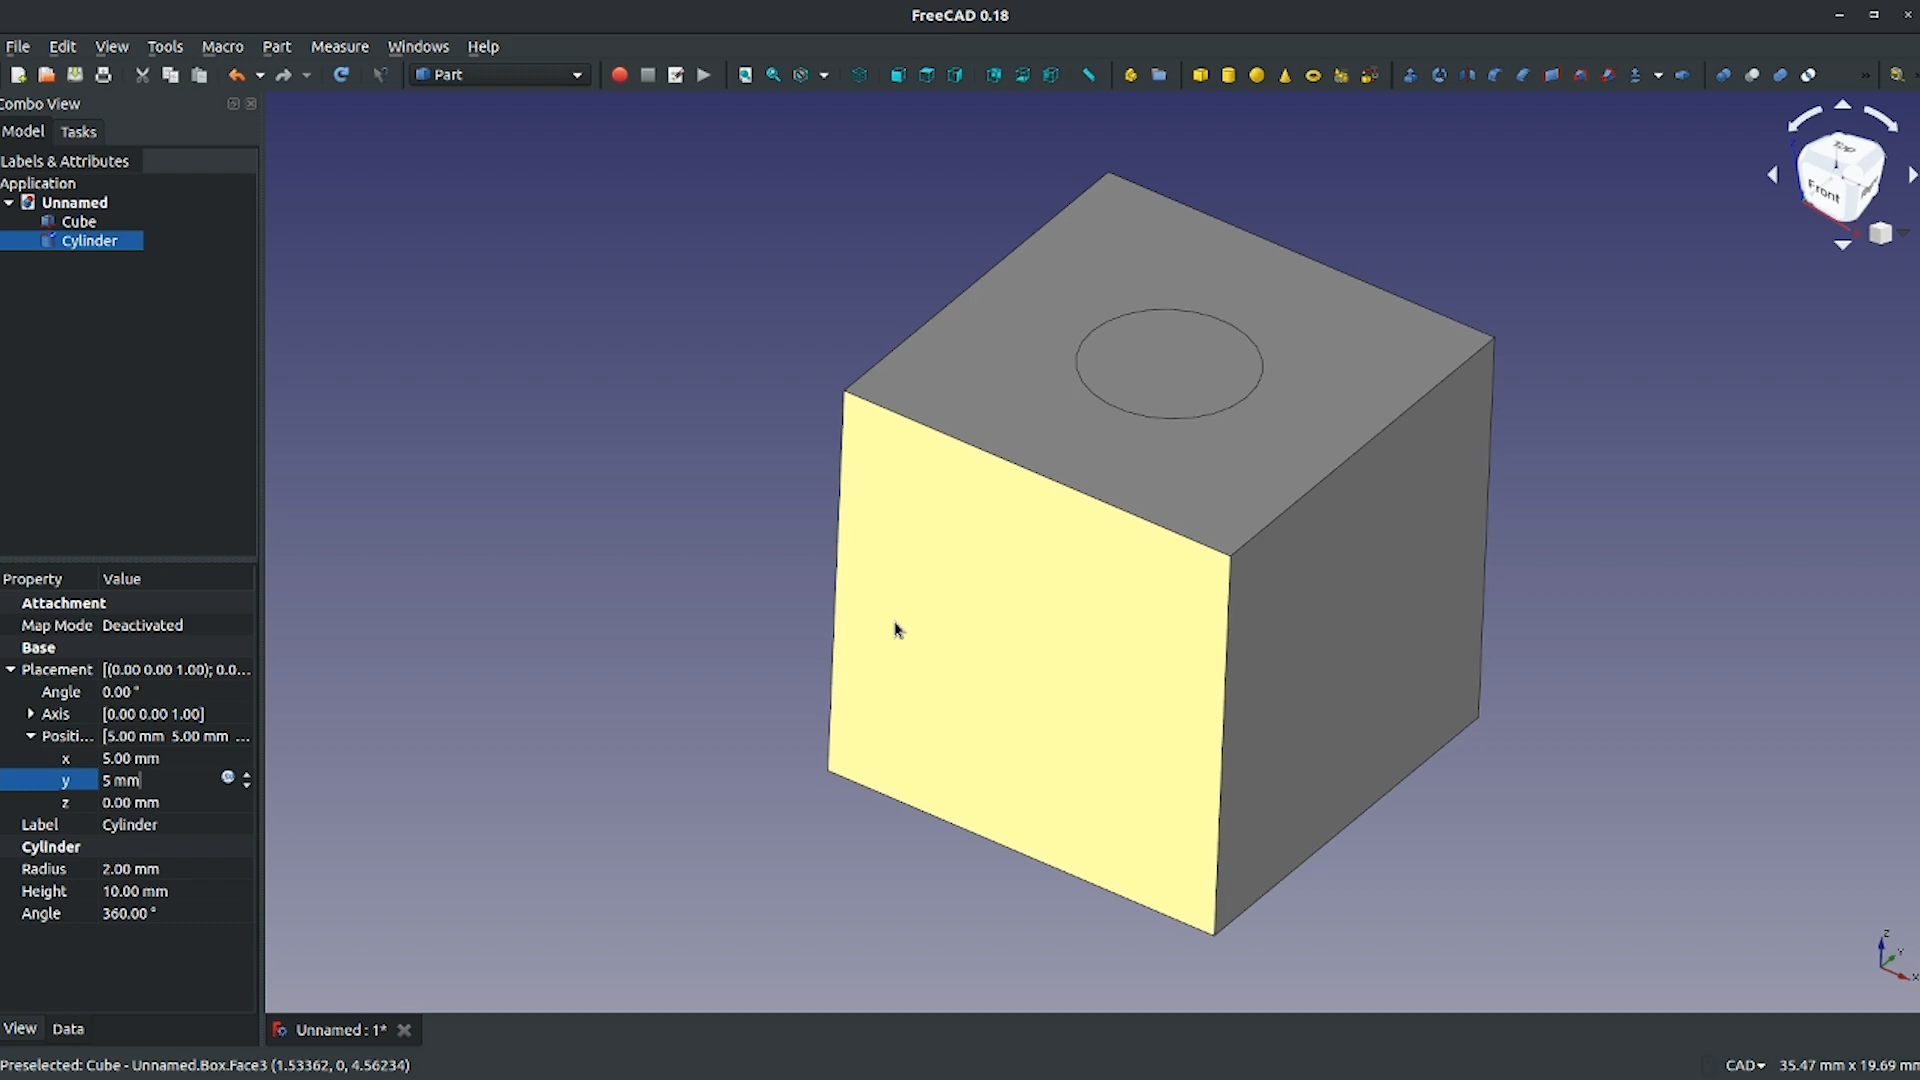 FreeCAD 0.18
File Edit View Tools Macro Part Measure Windows Help
Part
Combo View
Model Tasks
Labels & Attributes
Application
Unnamed
Cube
Cylinder
Top
Front
Property Value
Attachment
Map Mode Deactivated
Base
Placement [(0.00 0.00 1.00); 0.0...
Angle 0.00 °
Axis [0.00 0.00 1.00]
Positi... [5.00 mm 5.00 mm ...
x 5.00 mm
y 5 mm
z 0.00 mm
Label Cylinder
Cylinder
Radius 2.00 mm
Height 10.00 mm
Angle 360.00 °
Z
Y
X
View Data
Unnamed : 1*
Preselected: Cube - Unnamed.Box.Face3 (1.53362, 0, 4.56234)
CAD 35.47 mm x 19.69 mm